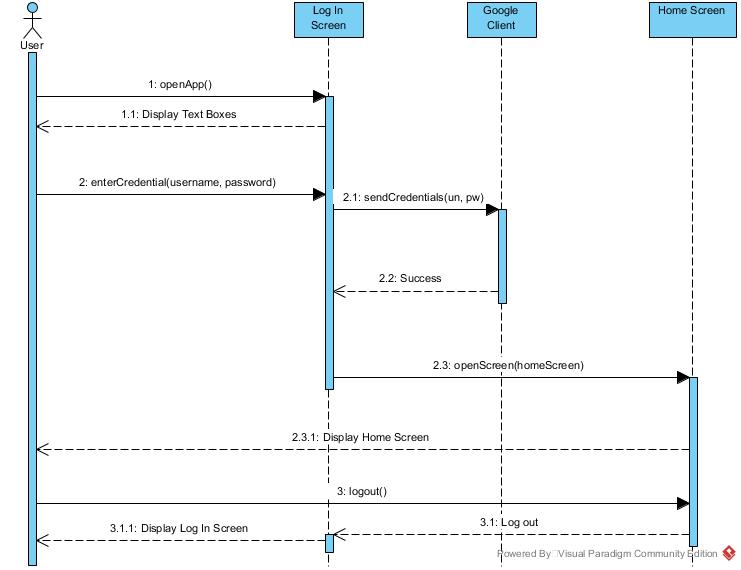 Log In
Screen
Google
Client
Home Screen
User
1: openApp()
1.1: Display Text Boxes
2: enterCredential(username, password)
2.1: sendCredentials(un, pw)
2.2: Success
2.3: openScreen(homeScreen)
2.3.1: Display Home Screen
3: logout()
3.1: Log out
3.1.1: Display Log In Screen
Powered By□Visual Paradigm Community Edition